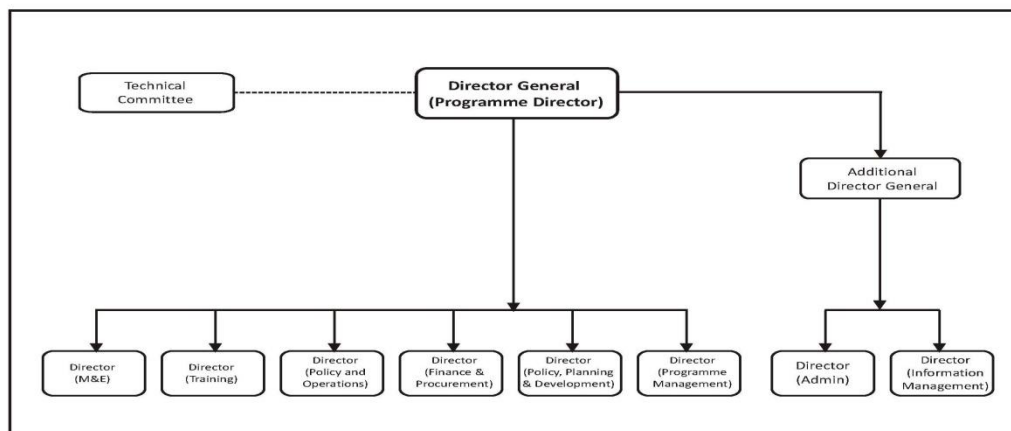 Technical
Committee
Director General
(Programme Director)
Additional
Director General
Director
(M&E)
Director
(Training)
Director
(Policy and
Operations)
Director
(Finance &
Procurement)
Director
(Policy, Planning
& Development)
Director
(Programme
Management)
Director
(Admin)
Director
(Information
Management)